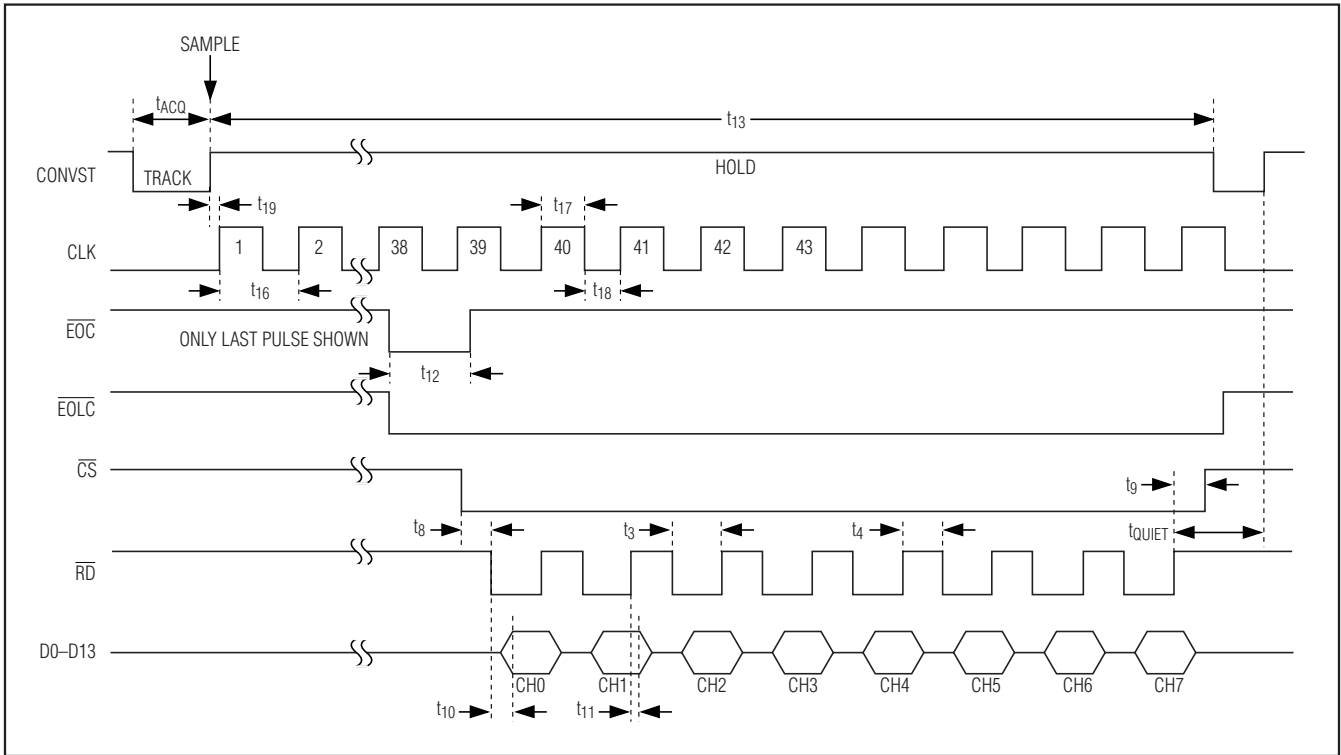 SAMPLE
tACQ
t13
CONVST
TRACK
HOLD
t19
t17
CLK
1 2 38 39 40 41 42 43
t16
t18
EOC
ONLY LAST PULSE SHOWN
t12
EOLC
CS
t9
t8
t3
t4
tQUIET
RD
D0–D13
CH0 CH1 CH2 CH3 CH4 CH5 CH6 CH7
t10
t11